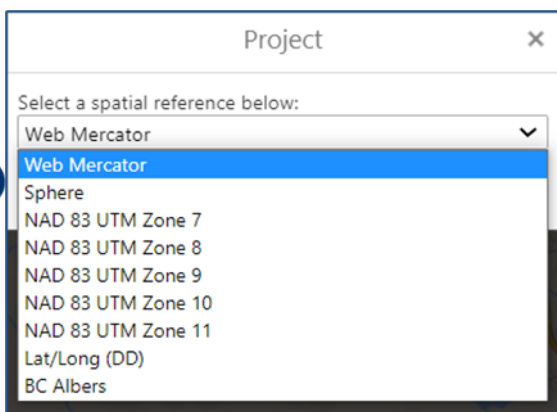 Project
Select a spatial reference below:
Web Mercator
Web Mercator
Sphere
NAD 83 UTM Zone 7
NAD 83 UTM Zone 8
NAD 83 UTM Zone 9
NAD 83 UTM Zone 10
NAD 83 UTM Zone 11
Lat/Long (DD)
BC Albers